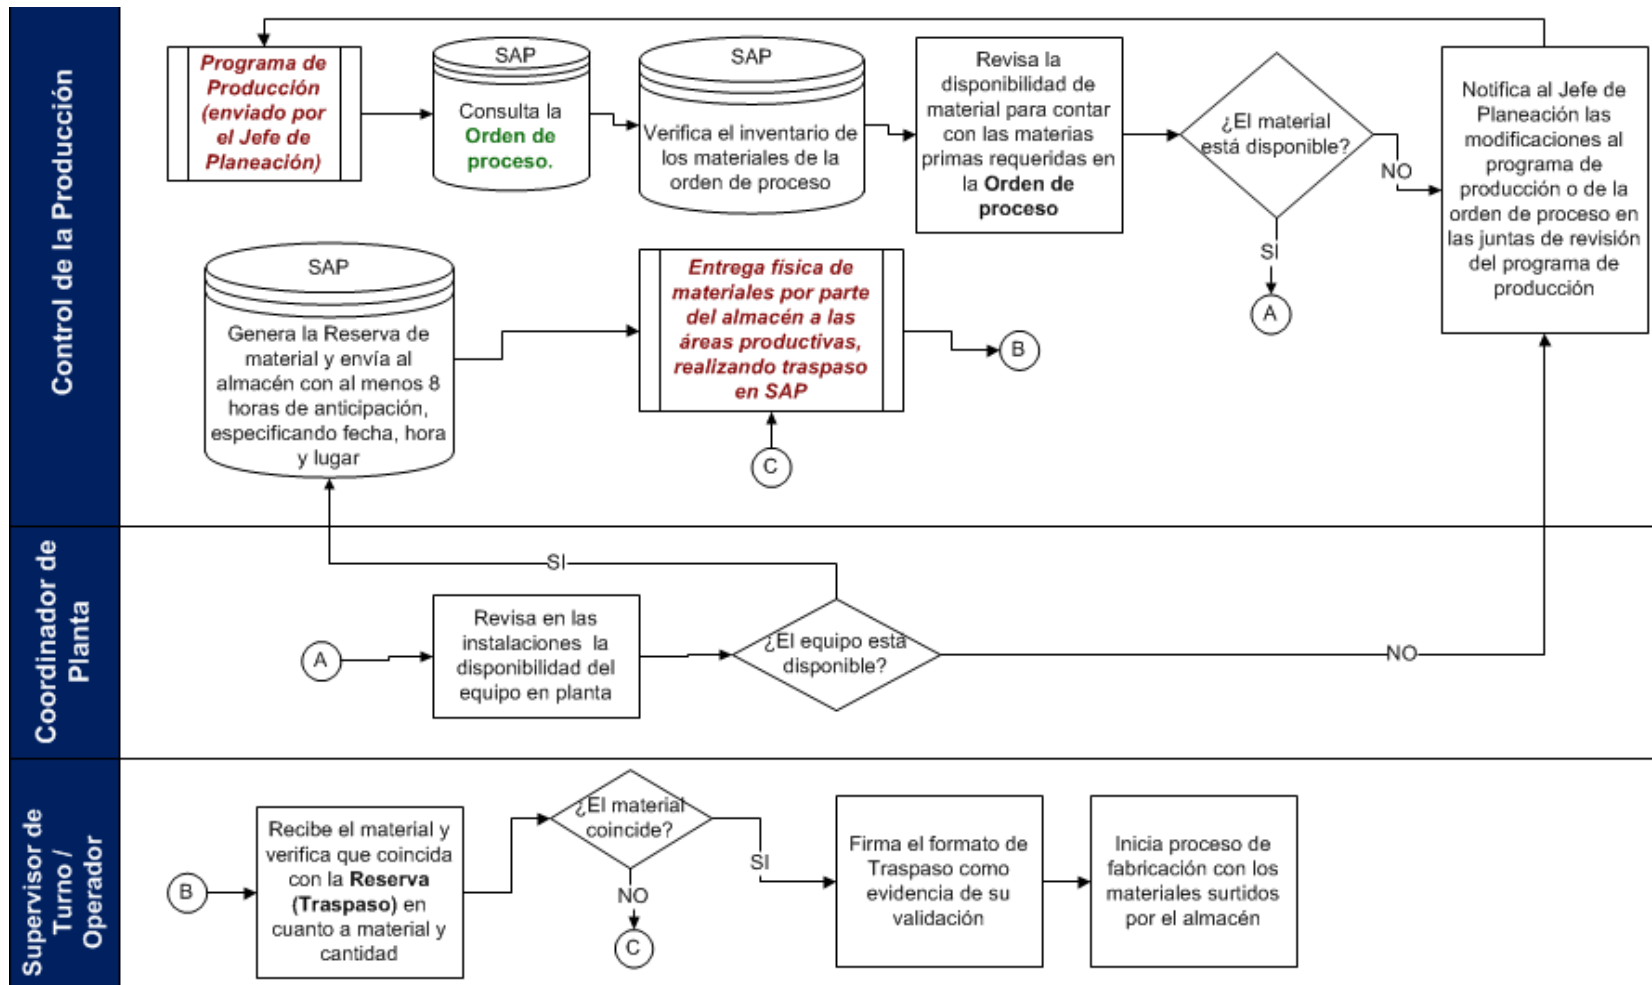 Control de la Producción
Programa de
Producción
(enviado por
el Jefe de
Planeación)
SAP
Consulta la
Orden de
proceso.
SAP
Verifica el inventario de
los materiales de la
orden de proceso
Revisa la
disponibilidad de
material para contar
con las materias
primas requeridas en
la Orden de
proceso
¿El material
está disponible?
NO
SI
A
Notifica al Jefe de
Planeación las
modificaciones al
programa de
producción o de la
orden de proceso en
las juntas de revisión
del programa de
producción
SAP
Genera la Reserva de
material y envía al
almacén con al menos 8
horas de anticipación,
especificando fecha, hora
y lugar
Entrega física de
materiales por parte
del almacén a las
áreas productivas,
realizando traspaso
en SAP
B
C
Coordinador de
Planta
A
Revisa en las
instalaciones la
disponibilidad del
equipo en planta
¿El equipo está
disponible?
SI
NO
Supervisor de
Turno /
Operador
B
Recibe el material y
verifica que coincida
con la Reserva
(Traspaso) en
cuanto a material y
cantidad
¿El material
coincide?
NO
C
SI
Firma el formato de
Traspaso como
evidencia de su
validación
Inicia proceso de
fabricación con los
materiales surtidos
por el almacén